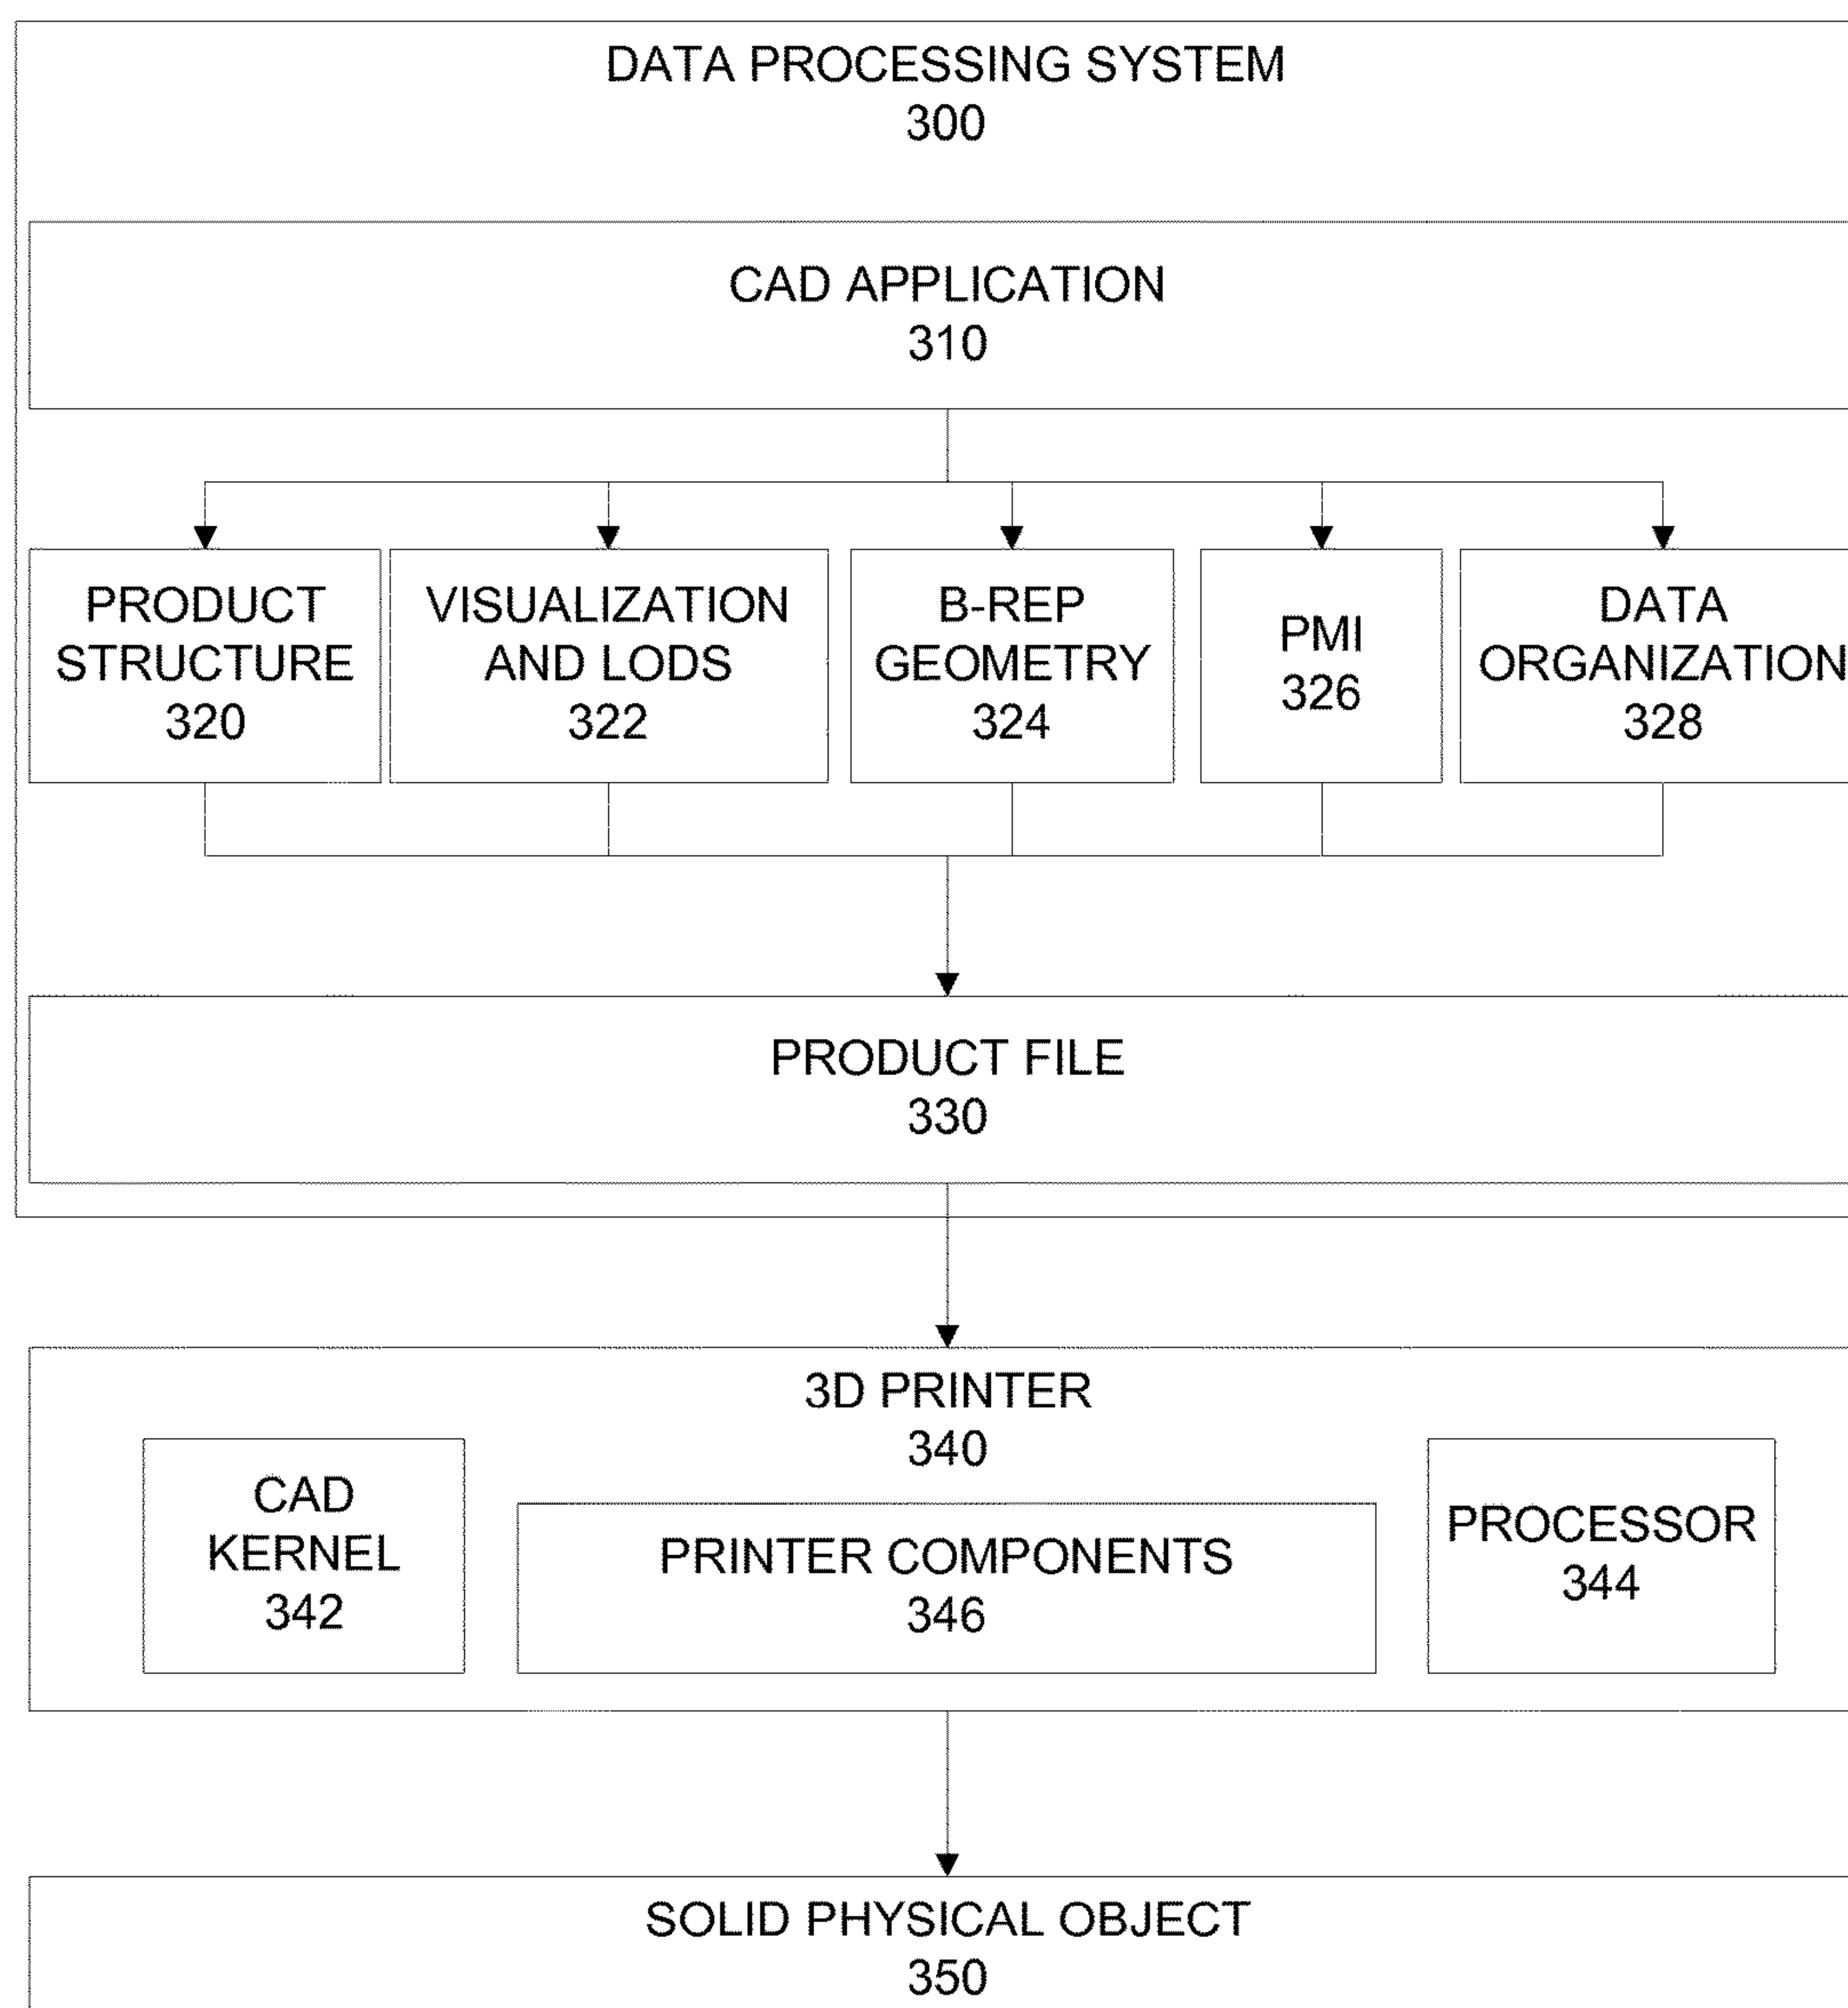 DATA PROCESSING SYSTEM
300
CAD APPLICATION
310
PRODUCT
STRUCTURE
320
VISUALIZATION
AND LODS
322
B-REP
GEOMETRY
324
PMI
326
DATA
ORGANIZATION
328
PRODUCT FILE
330
3D PRINTER
340
CAD
KERNEL
342
PRINTER COMPONENTS
346
PROCESSOR
344
SOLID PHYSICAL OBJECT
350